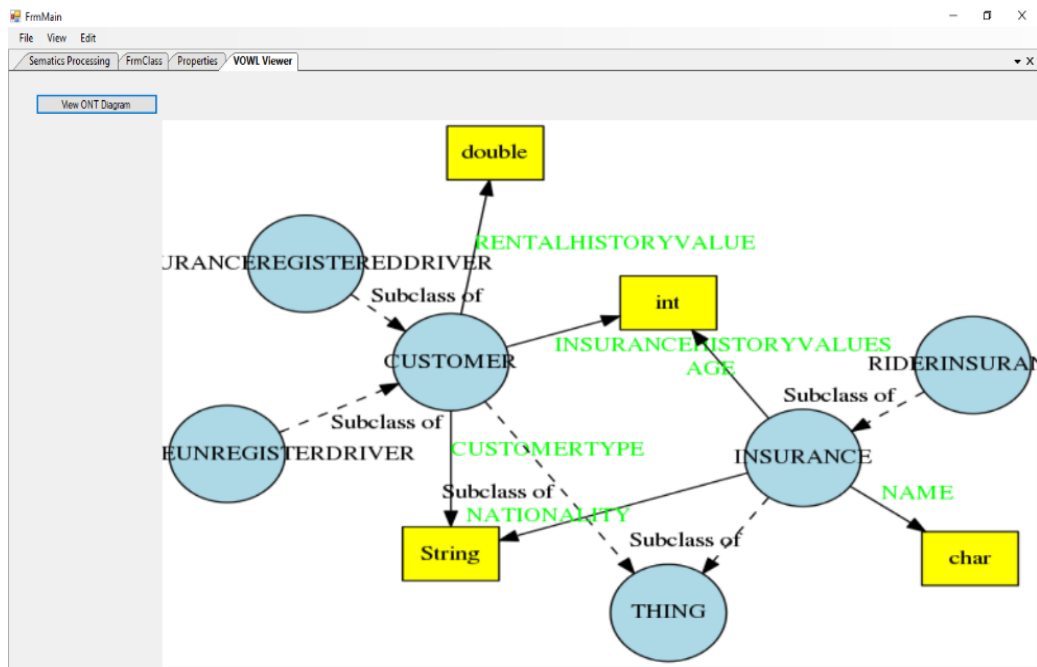 FrmMain
File View Edit
Sematics Processing FrmClass Properties VOWL Viewer
View ONT Diagram
double
RENTALHISTORYVALUE
URANCEREGISTEREDDRIVER
Subclass of
int
INSURANCEHISTORYVALUES
CUSTOMER
AGE
RIDERINSURAN
Subclass of
Subclass of
EUNREGISTERDRIVER
CUSTOMERTYPE
INSURANCE
Subclass of
NAME
NATIONALITY
Subclass of
String
char
THING